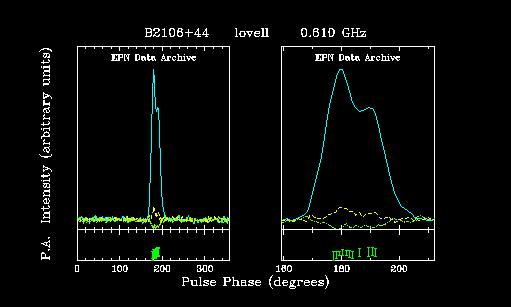 B2106+44 lovell 0.610 GHz
EPN Data Archive EPN Data Archive
Intensity (arbitrary units)
P.A.
0 100 200 300 160 180 200
Pulse Phase (degrees)